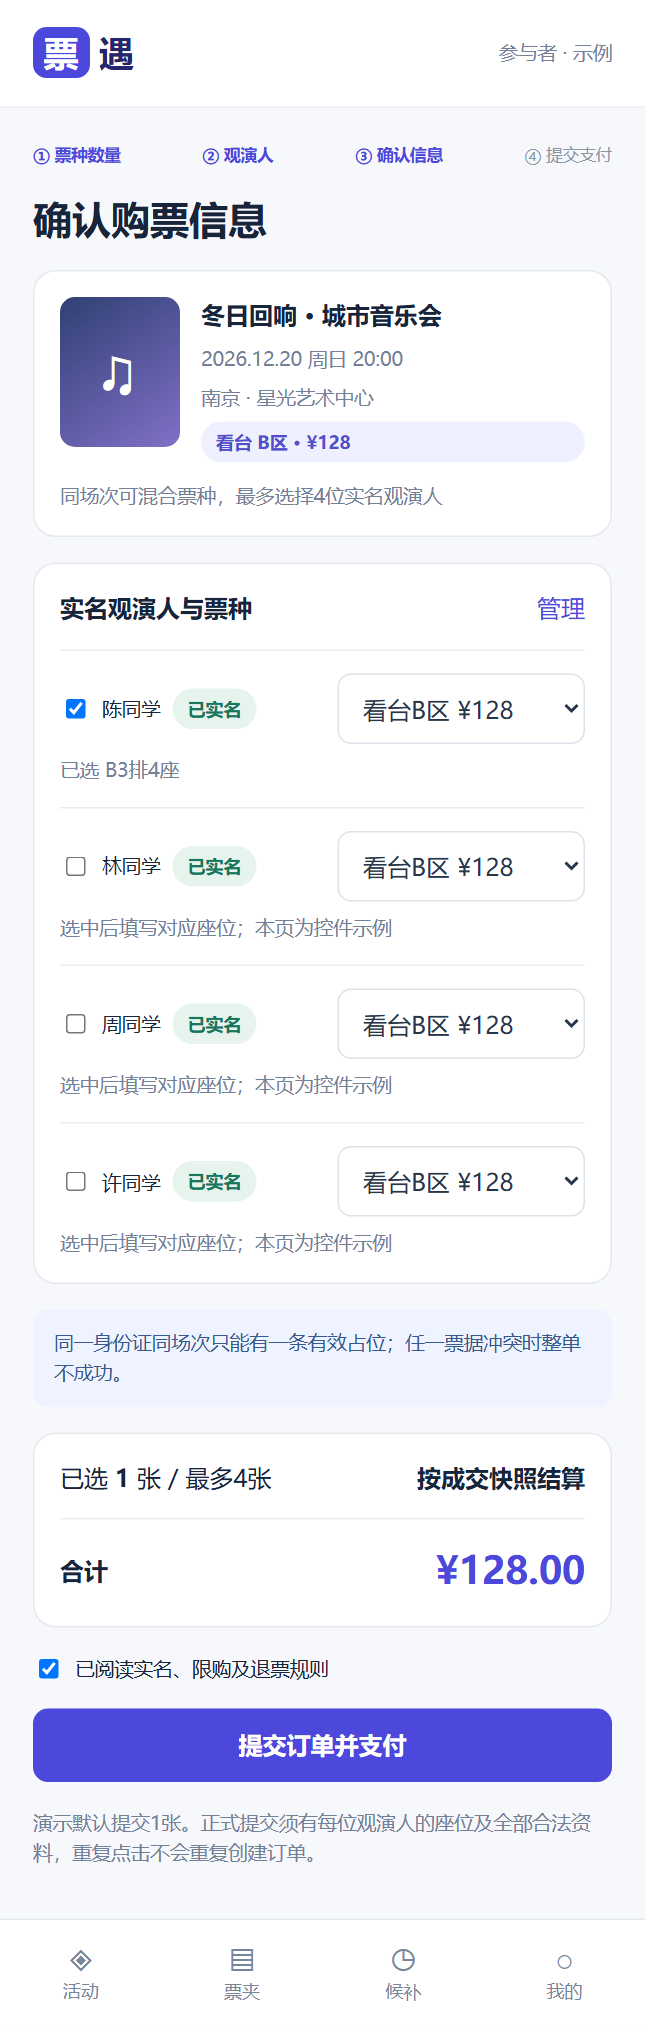 票 遇
参与者 · 示例
① 票种数量 ② 观演人 ③ 确认信息 ④ 提交支付
确认购票信息
冬日回响 · 城市音乐会
2026.12.20 周日 20:00
南京 · 星光艺术中心
看台 B区 · ¥128
同场次可混合票种，最多选择4位实名观演人
实名观演人与票种 管理
陈同学 已实名 看台B区 ¥128
已选 B3排4座
林同学 已实名 看台B区 ¥128
选中后填写对应座位；本页为控件示例
周同学 已实名 看台B区 ¥128
选中后填写对应座位；本页为控件示例
许同学 已实名 看台B区 ¥128
选中后填写对应座位；本页为控件示例
同一身份证同场次只能有一条有效占位；任一票据冲突时整单
不成功。
已选 1 张 / 最多4张 按成交快照结算
合计 ¥128.00
已阅读实名、限购及退票规则
提交订单并支付
演示默认提交1张。正式提交须有每位观演人的座位及全部合法资
料，重复点击不会重复创建订单。
活动 票夹 候补 我的